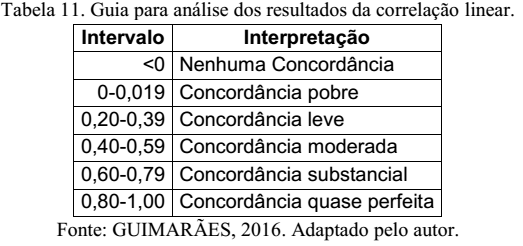 Tabela 11. Guia para análise dos resultados da correlação linear.
Intervalo Interpretação
<0 Nenhuma Concordância
0-0,019 Concordância pobre
0,20-0,39 Concordância leve
0,40-0,59 Concordância moderada
0,60-0,79 Concordância substancial
0,80-1,00 Concordância quase perfeita
Fonte: GUIMARÃES, 2016. Adaptado pelo autor.